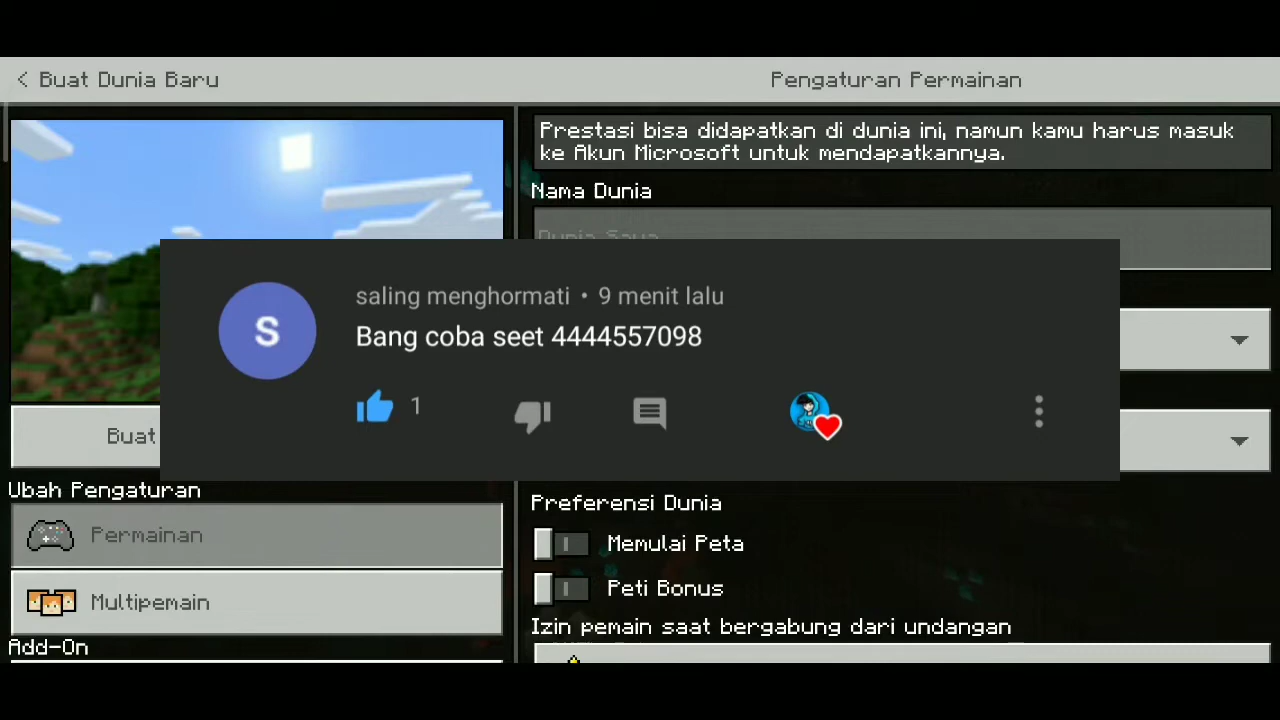 Buat Dunia Baru
Pengaturan Permainan
Prestasi bisa didapatkan di dunia ini, namun kamu harus masuk
ke Akun Microsoft untuk mendapatkannya.
Nama Dunia
Dunia Saya
saling menghormati • 9 menit lalu
S
Bang coba seet 4444557098
1
Buat
Ubah Pengaturan
Permainan
Multipemain
Add-On
Preferensi Dunia
Memulai Peta
Peti Bonus
Izin pemain saat bergabung dari undangan